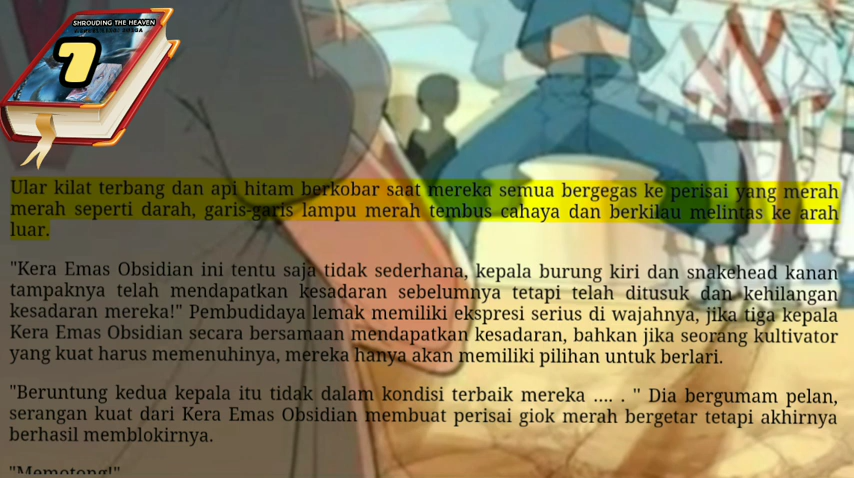 SHROUDING THE HEAVEN
7
Ular kilat terbang dan api hitam berkobar saat mereka semua bergegas ke perisai yang merah
merah seperti darah, garis-garis lampu merah tembus cahaya dan berkilau melintas ke arah
luar.
"Kera Emas Obsidian ini tentu saja tidak sederhana, kepala burung kiri dan snakehead kanan
tampaknya telah mendapatkan kesadaran sebelumnya tetapi telah ditusuk dan kehilangan
kesadaran mereka!" Pembudidaya lemak memiliki ekspresi serius di wajahnya, jika tiga kepala
Kera Emas Obsidian secara bersamaan mendapatkan kesadaran, bahkan jika seorang kultivator
yang kuat harus memenuhinya, mereka hanya akan memiliki pilihan untuk berlari.
"Beruntung kedua kepala itu tidak dalam kondisi terbaik mereka .... . " Dia bergumam pelan,
serangan kuat dari Kera Emas Obsidian membuat perisai giok merah bergetar tetapi akhirnya
berhasil memblokirnya.
"Memotong!"